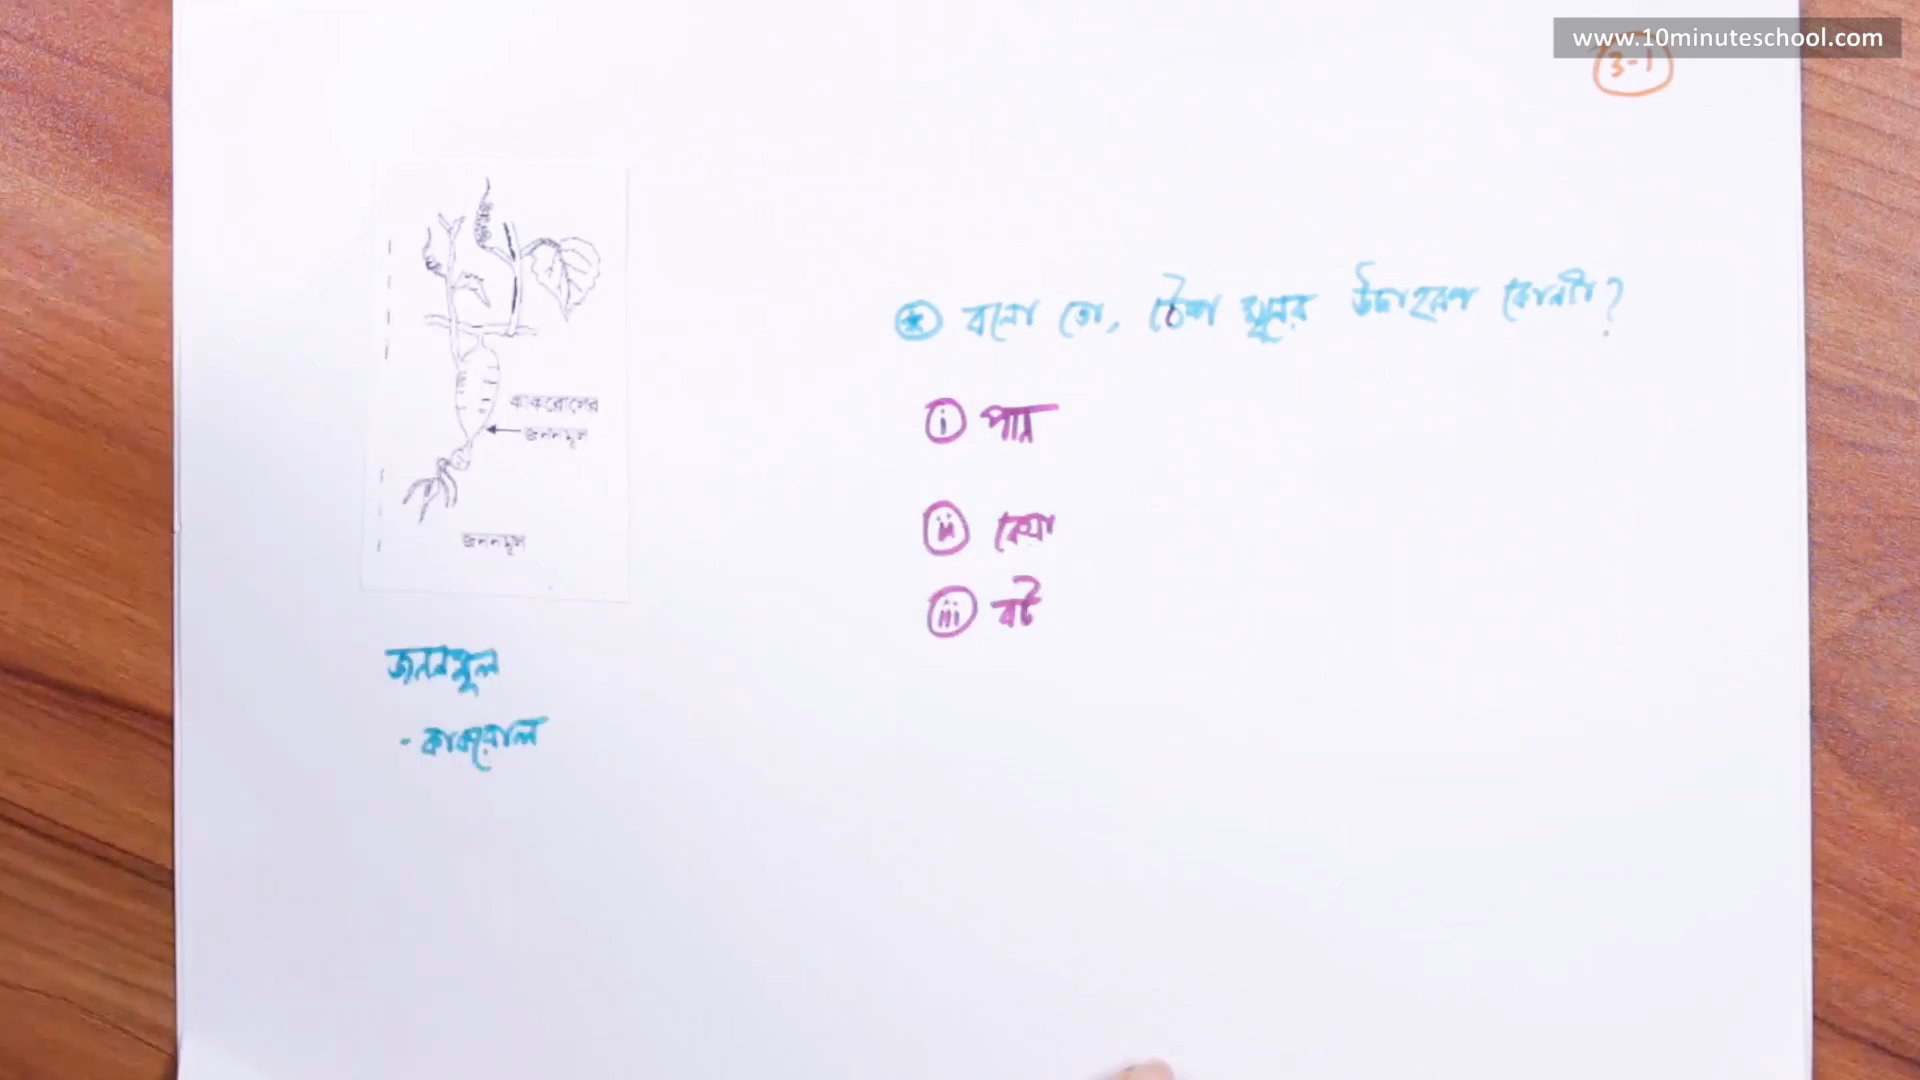 www.10minuteschool.com
3-1
কাকরোলের
জননমূল
জননমূল
জননমূল
- কাকরোল
* বলো তো, ঠেশ মূলের উদাহরণ কোনটা?
i পান
ii কেয়া
iii বট